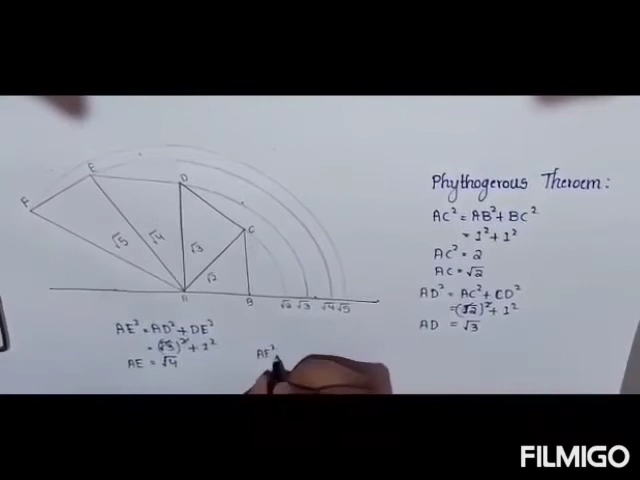 Phythogerous Theroem:
AC² = AB² + BC²
= 1² + 1²
AC² = 2
AC = √2
AD² = AC² + CD²
= (√2)² + 1²
AD = √3
F
E
D
C
√5
√4
√3
√2
A
B
√2 √3 √4 √5
AE² = AD² + DE²
= (√3)² + 1²
AE = √4
AF²
FILMIGO